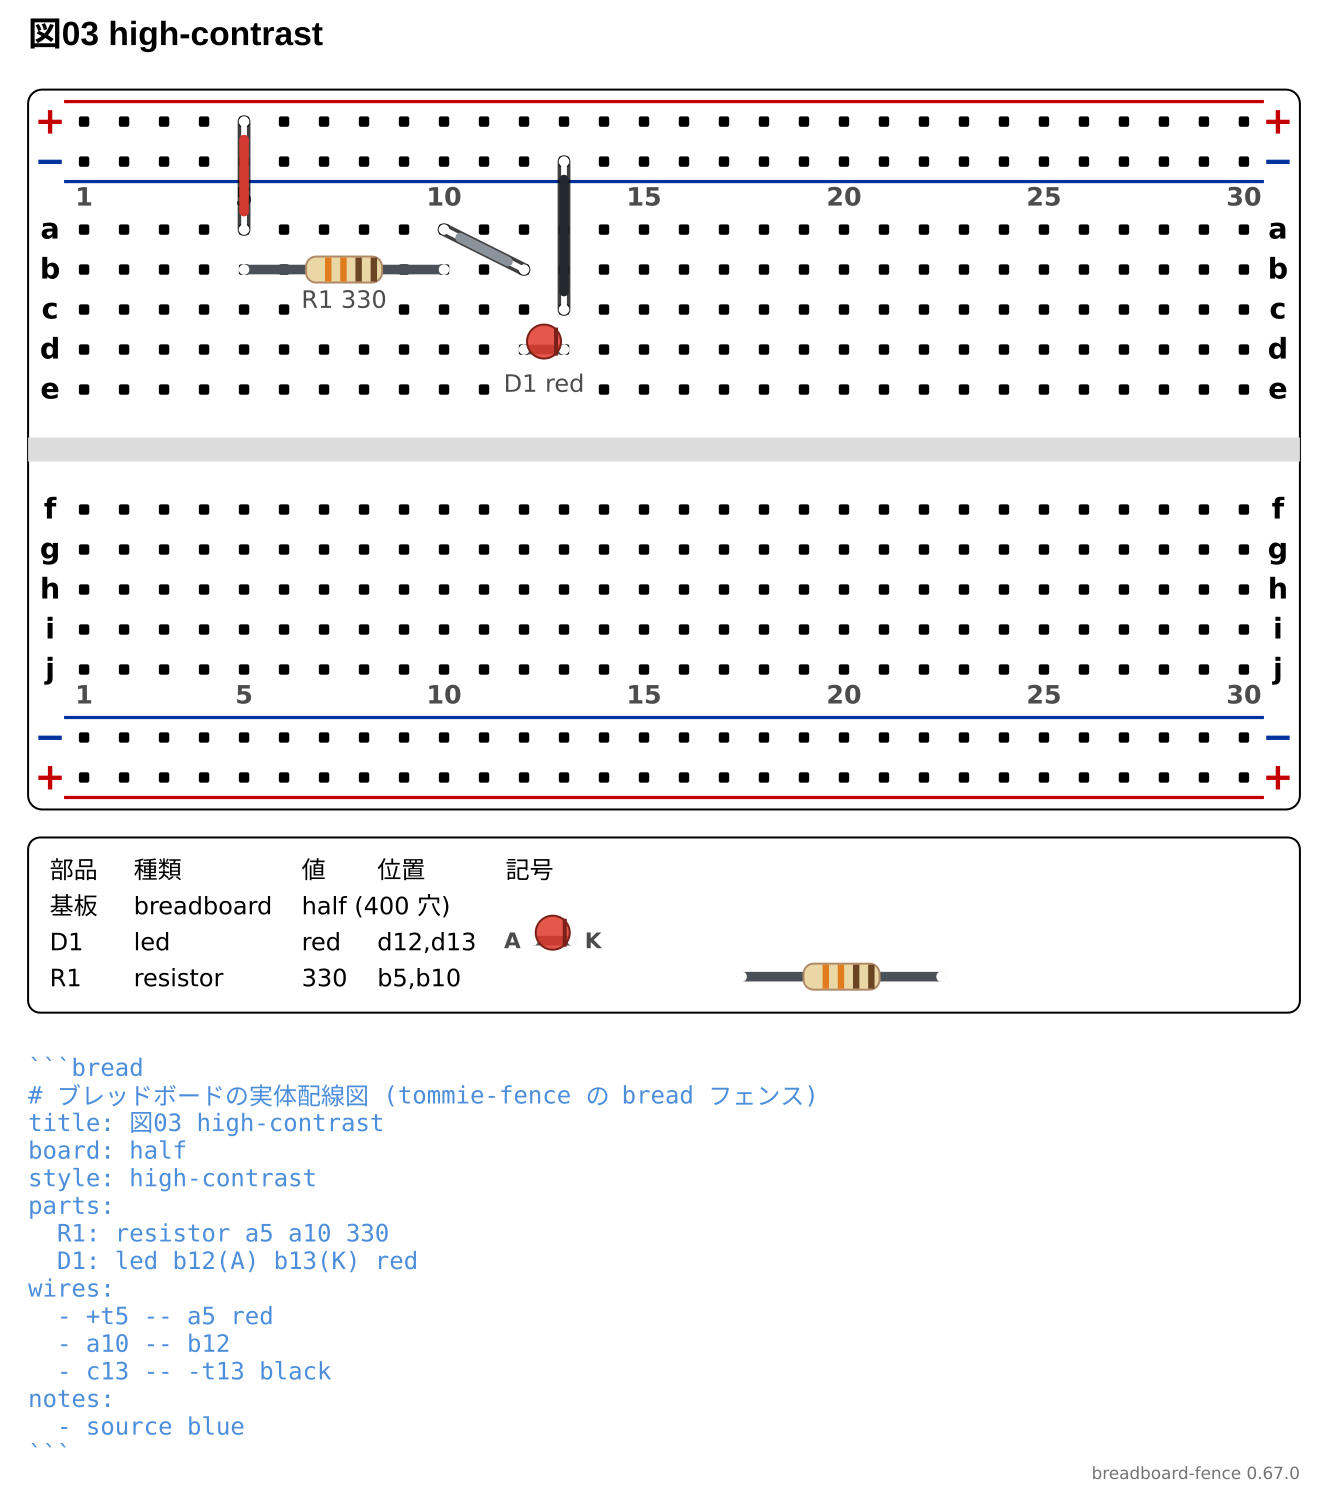 図03 high-contrast
+ +
− −
1 10 15 20 25 30
a a
b b
R1 330
c c
d d
D1 red
e e
f f
g g
h h
i i
j j
1 5 10 15 20 25 30
− −
+ +
部品 種類 値 位置 記号
基板 breadboard half (400 穴)
D1 led red d12,d13 A K
R1 resistor 330 b5,b10
```bread
# ブレッドボードの実体配線図 (tommie-fence の bread フェンス)
title: 図03 high-contrast
board: half
style: high-contrast
parts:
  R1: resistor a5 a10 330
  D1: led b12(A) b13(K) red
wires:
  - +t5 -- a5 red
  - a10 -- b12
  - c13 -- -t13 black
notes:
  - source blue
```
breadboard-fence 0.67.0